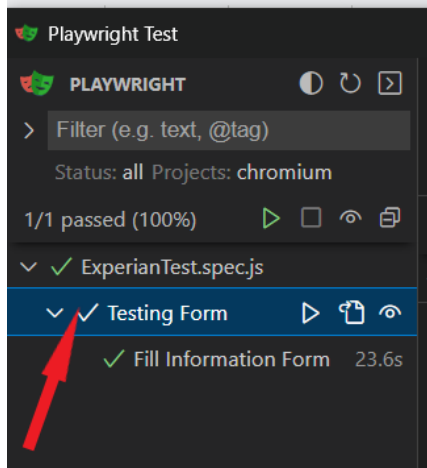 Playwright Test
PLAYWRIGHT
Filter (e.g. text, @tag)
Status: all Projects: chromium
1/1 passed (100%)
ExperianTest.spec.js
Testing Form
Fill Information Form 23.6s